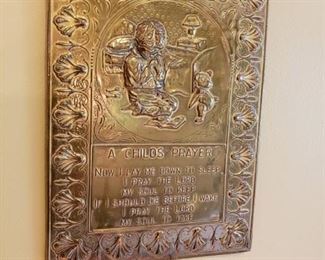 A CHILDS PRAYER
NOW I LAY ME DOWN TO SLEEP
I PRAY THE LORD
MY SOUL TO KEEP
IF I SHOULD DIE BEFORE I WAKE
I PRAY THE LORD
MY SOUL TO TAKE